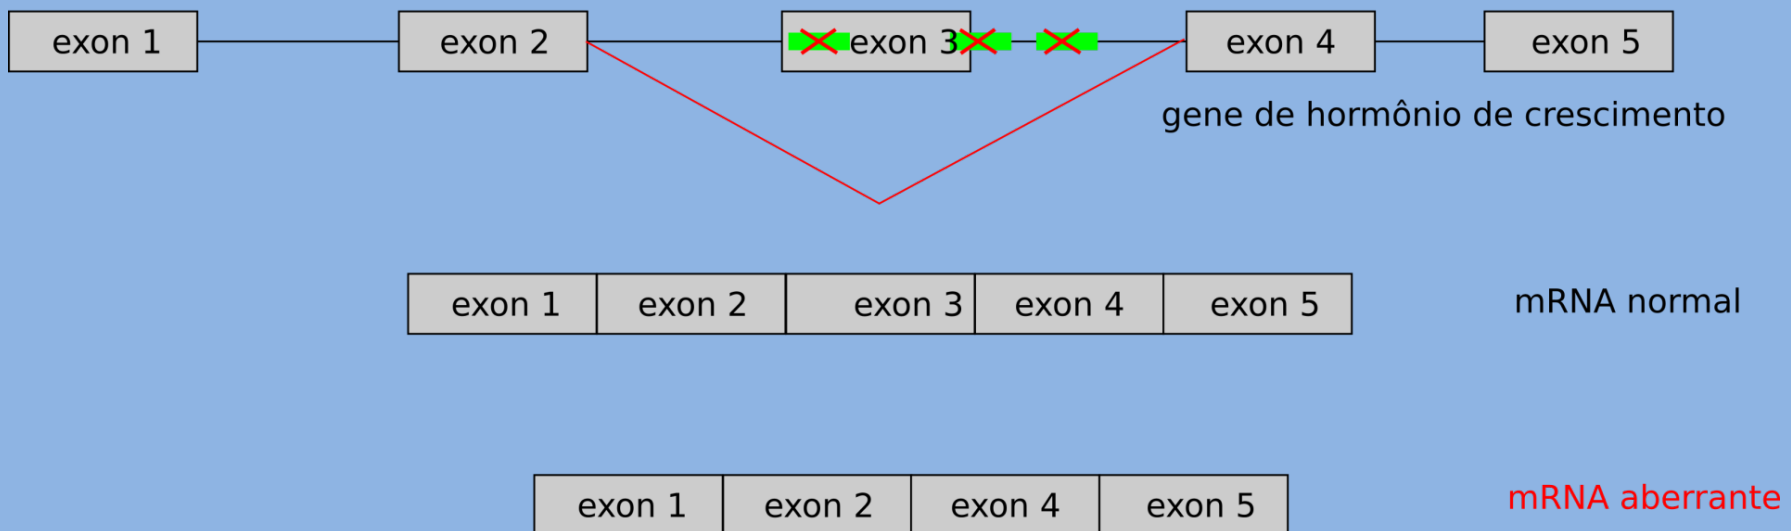 exon 1 exon 2 exon 3 exon 4 exon 5
gene de hormônio de crescimento
exon 1 exon 2 exon 3 exon 4 exon 5 mRNA normal
exon 1 exon 2 exon 4 exon 5 mRNA aberrante